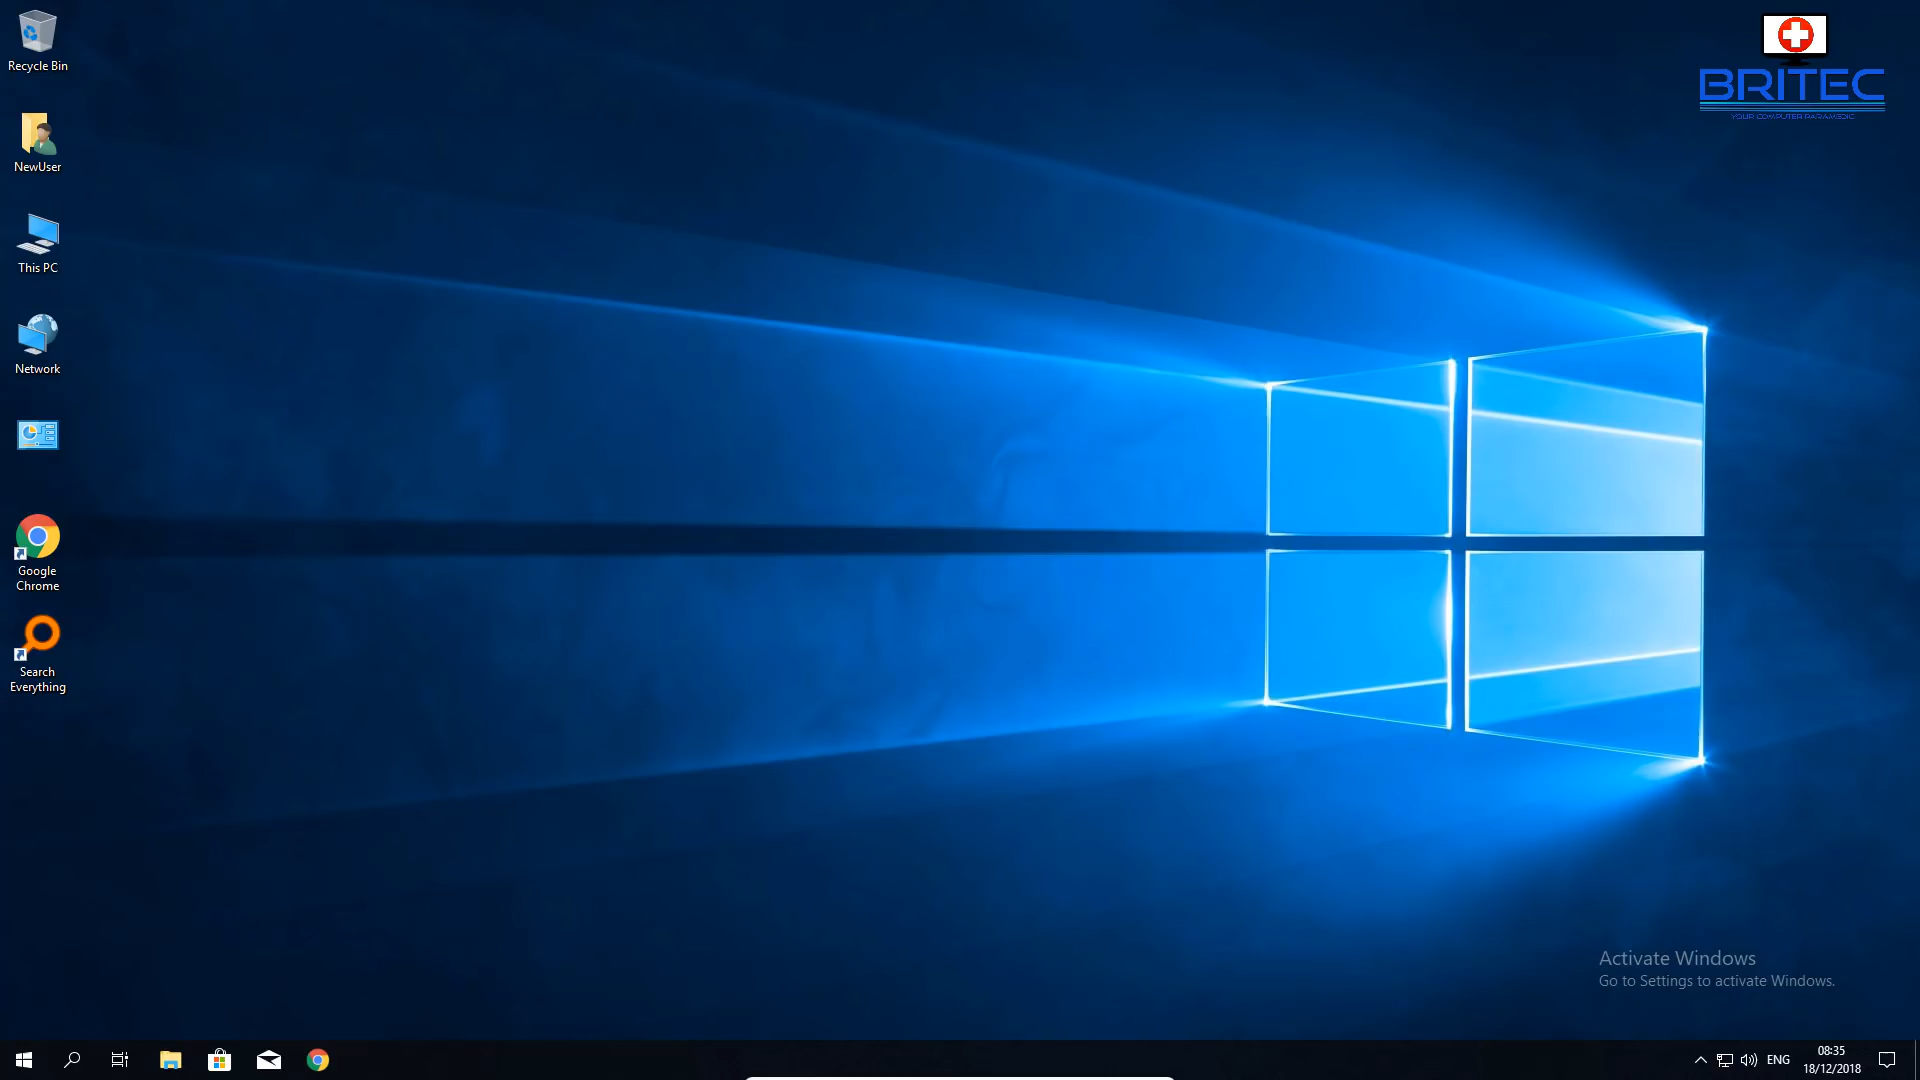 Recycle Bin
NewUser
This PC
Network
Google
Chrome
Search
Everything
BRITEC
YOUR COMPUTER PARAMEDIC
Activate Windows
Go to Settings to activate Windows.
ENG
08:35
18/12/2018